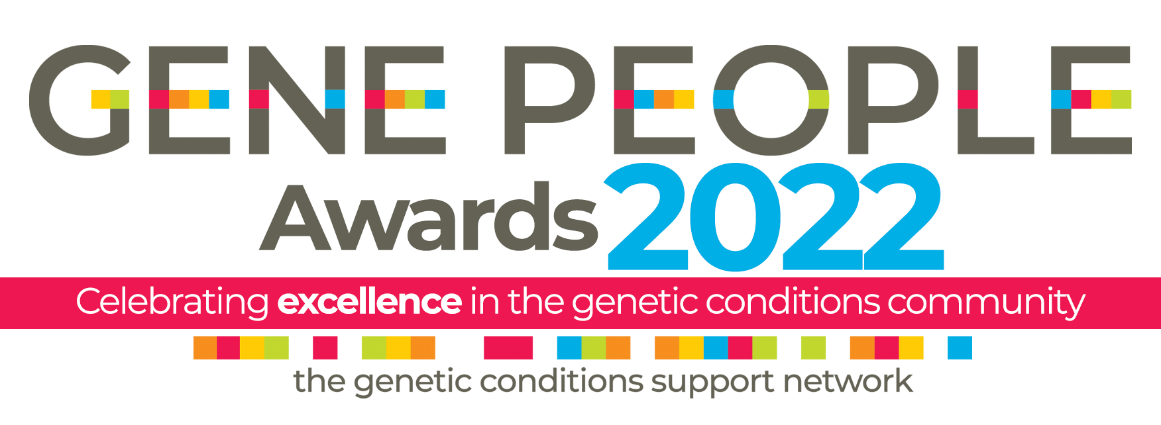 GENE PEOPLE
Awards 2022
Celebrating excellence in the genetic conditions community
the genetic conditions support network